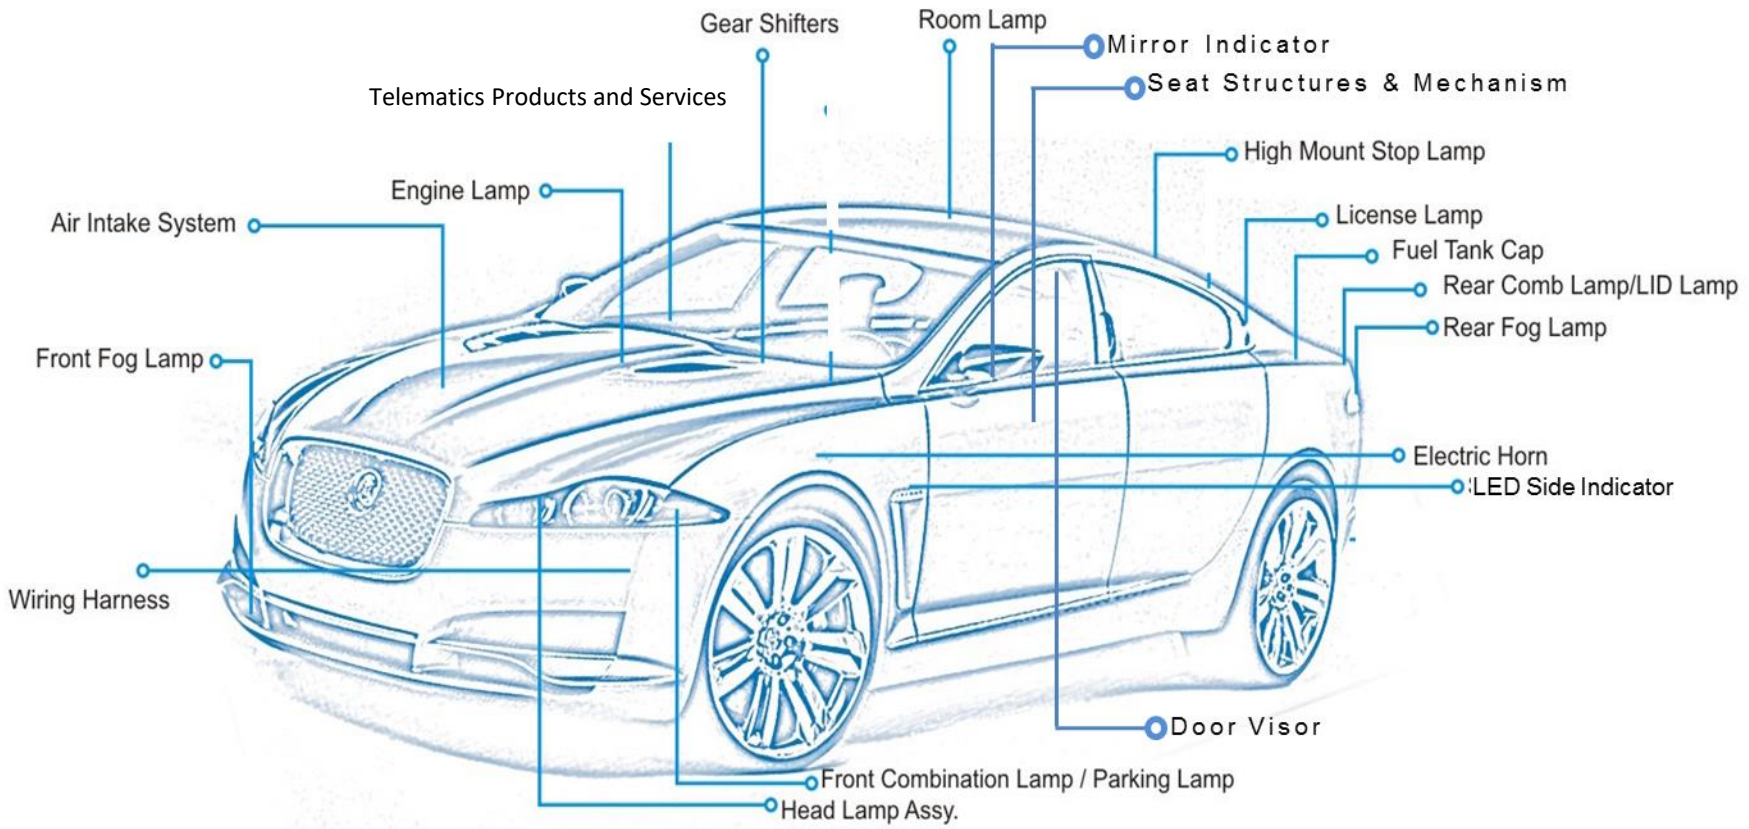 Gear Shifters
Room Lamp
Mirror Indicator
Seat Structures & Mechanism
Telematics Products and Services
High Mount Stop Lamp
Engine Lamp
Air Intake System
License Lamp
Fuel Tank Cap
Rear Comb Lamp/LID Lamp
Rear Fog Lamp
Front Fog Lamp
Electric Horn
LED Side Indicator
Wiring Harness
Door Visor
Front Combination Lamp / Parking Lamp
Head Lamp Assy.